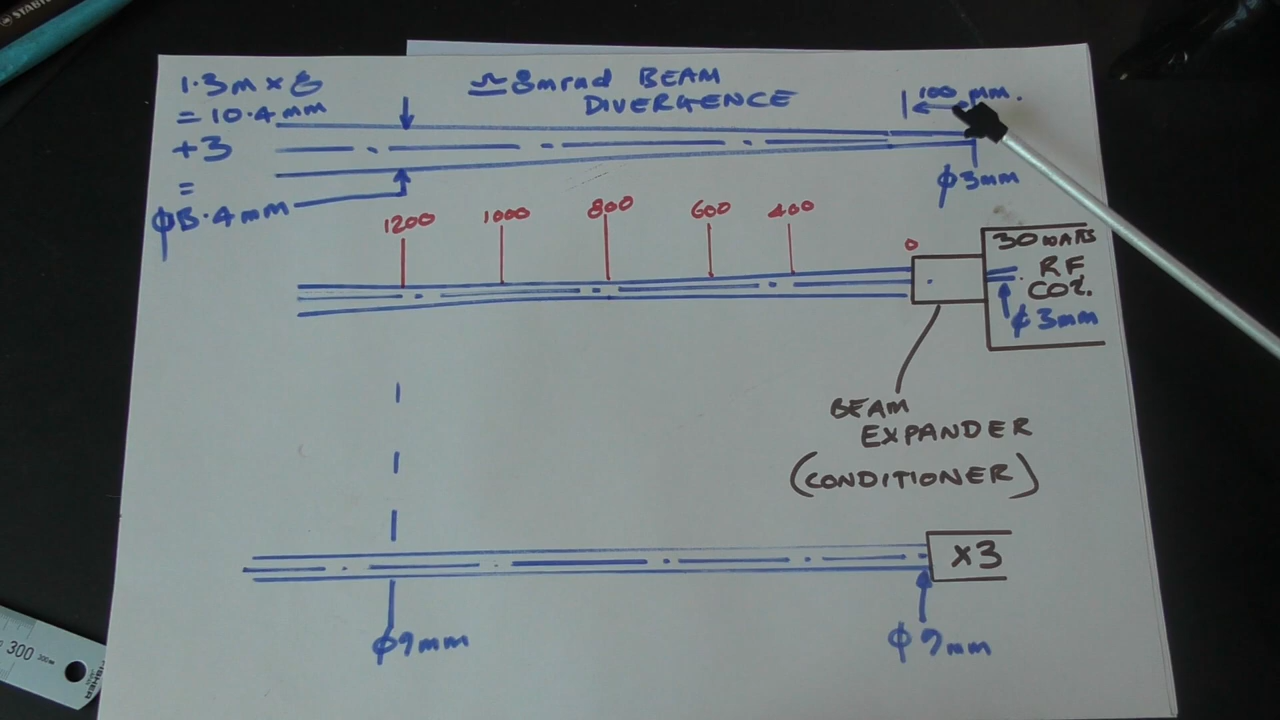 STABI
1.3m x 8
= 10.4mm
+3
=
ϕ13.4mm
≃8mrad BEAM
DIVERGENCE
100 mm.
ϕ3mm
1200
1000
800
600
400
0
30 WATTS
RF
CO2.
ϕ3mm
BEAM
EXPANDER
(CONDITIONER)
x3
ϕ9mm
ϕ9mm
300